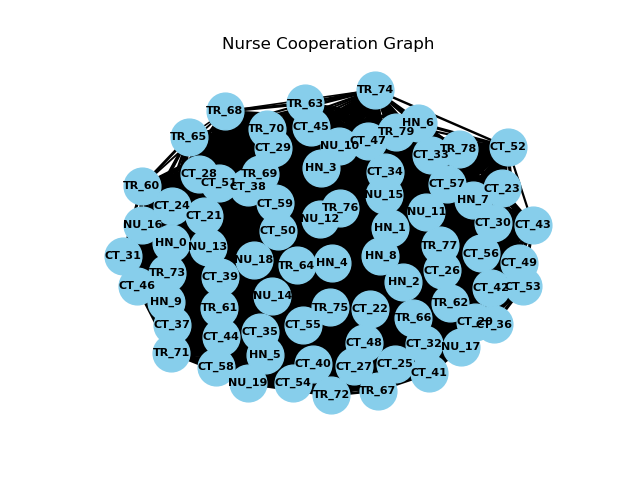 Nurse Cooperation Graph
TR_74
TR_63
TR_68
HN_6
CT_45
TR_70
TR_79
TR_65
CT_47
NU_10
CT_29
CT_52
TR_78
CT_33
HN_3
CT_34
TR_69
CT_28
CT_51
CT_38
CT_57
TR_60
CT_23
NU_15
HN_7
CT_59
CT_24
TR_76
NU_11
CT_21
NU_12
CT_30
CT_43
NU_16
HN_1
CT_50
HN_0
NU_13
TR_77
CT_56
CT_31
HN_8
NU_18
HN_4
TR_64
CT_49
CT_26
TR_73
CT_39
HN_2
CT_46
CT_42
CT_53
NU_14
HN_9
TR_62
TR_61
TR_75
CT_22
TR_66
CT_20
CT_36
CT_37
CT_55
CT_35
CT_44
CT_48
CT_32
NU_17
TR_71
HN_5
CT_40
CT_25
CT_27
CT_58
CT_41
NU_19
CT_54
TR_67
TR_72